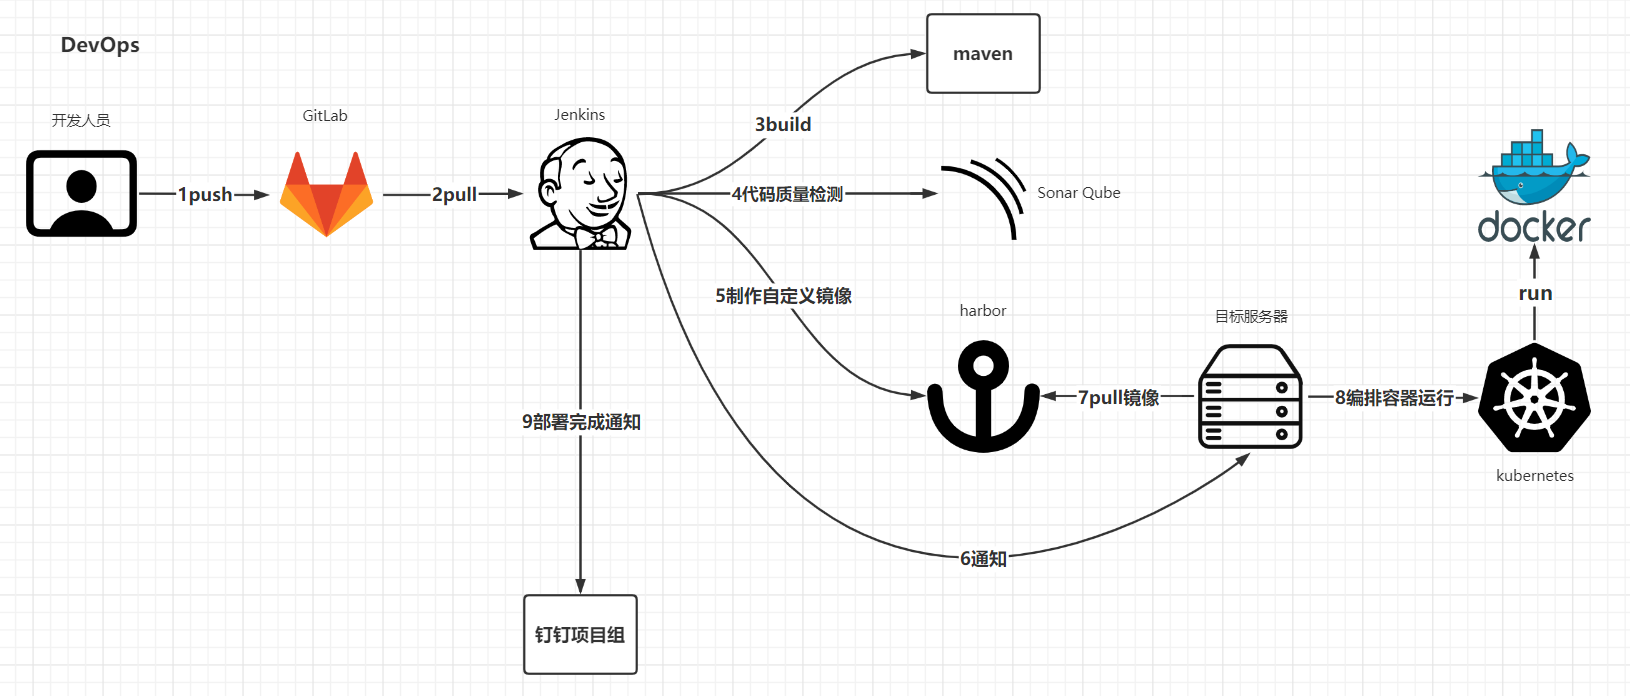 DevOps
开发人员
GitLab
Jenkins
maven
1push
2pull
3build
4代码质量检测
Sonar Qube
docker
5制作自定义镜像
harbor
目标服务器
run
7pull镜像
8编排容器运行
kubernetes
9部署完成通知
6通知
钉钉项目组